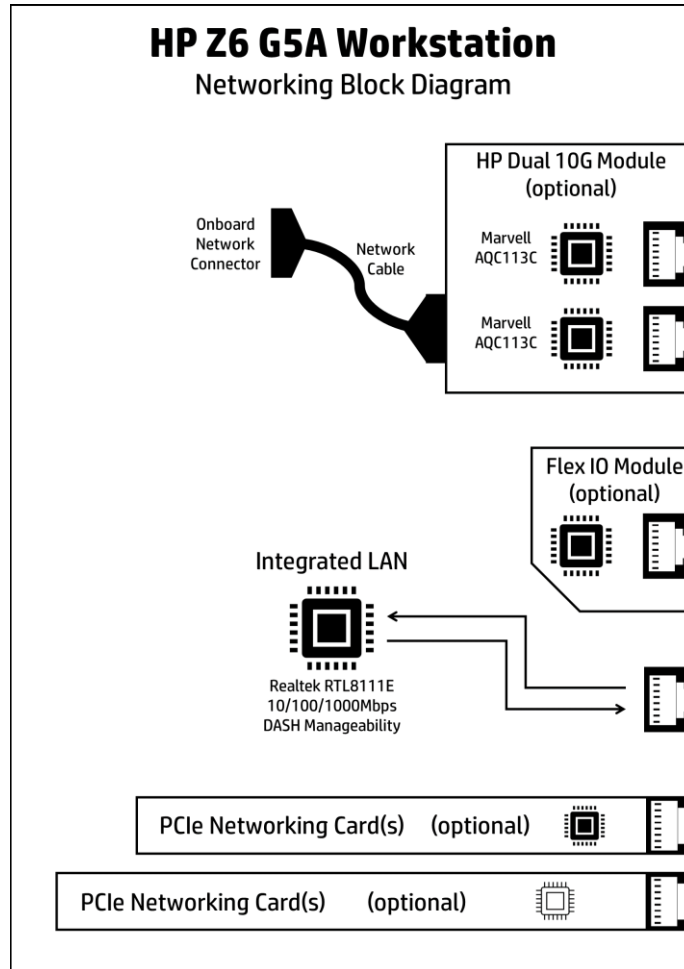 HP Z6 G5A Workstation
Networking Block Diagram
HP Dual 10G Module
(optional)
Onboard
Network
Connector
Network
Cable
Marvell
AQC113C
Marvell
AQC113C
Flex IO Module
(optional)
Integrated LAN
Realtek RTL8111E
10/100/1000Mbps
DASH Manageability
PCIe Networking Card(s) (optional)
PCIe Networking Card(s) (optional)